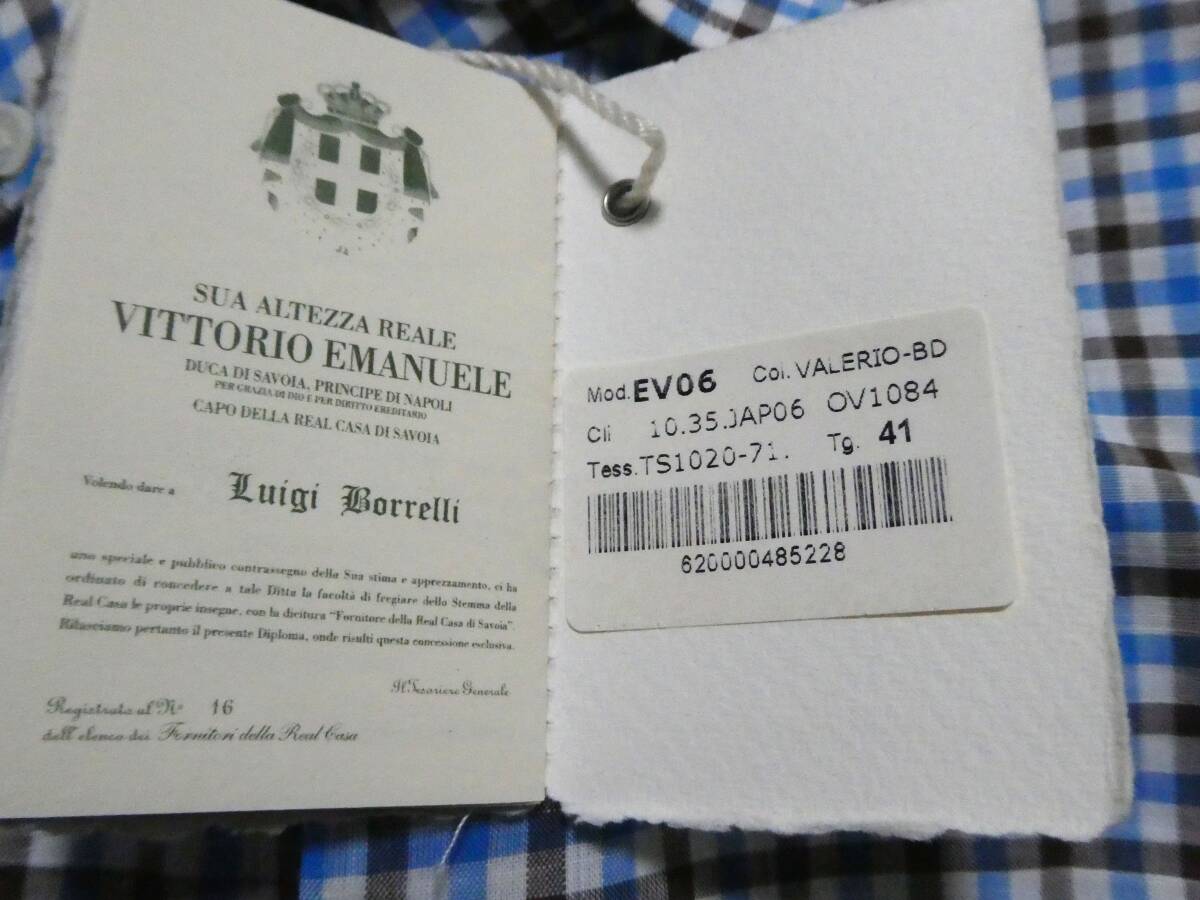 SUA ALTEZZA REALE
VITTORIO EMANUELE
DUCA DI SAVOIA, PRINCIPE DI NAPOLI
PER GRAZIA DI DIO E PER DIRITTO EREDITARIO
CAPO DELLA REAL CASA DI SAVOIA
Volendo dare a Luigi Borrelli
uno speciale e pubblico contrassegno della Sua stima e apprezzamento, ci ha
ordinato di concedere a tale Ditta la facoltà di fregiare dello Stemma della
Real Casa le proprie insegne, con la dicitura "Fornitore della Real Casa di Savoia".
Rilasciamo pertanto il presente Diploma, onde risulti questa concessione esclusiva.
Il Tesoriere Generale
Registrato al N° 16
dell'elenco dei Fornitori della Real Casa
Mod. EV06 Col. VALERIO-BD
Cli 10.35.JAP06 OV1084
Tess. TS1020-71. Tg. 41
620000485228